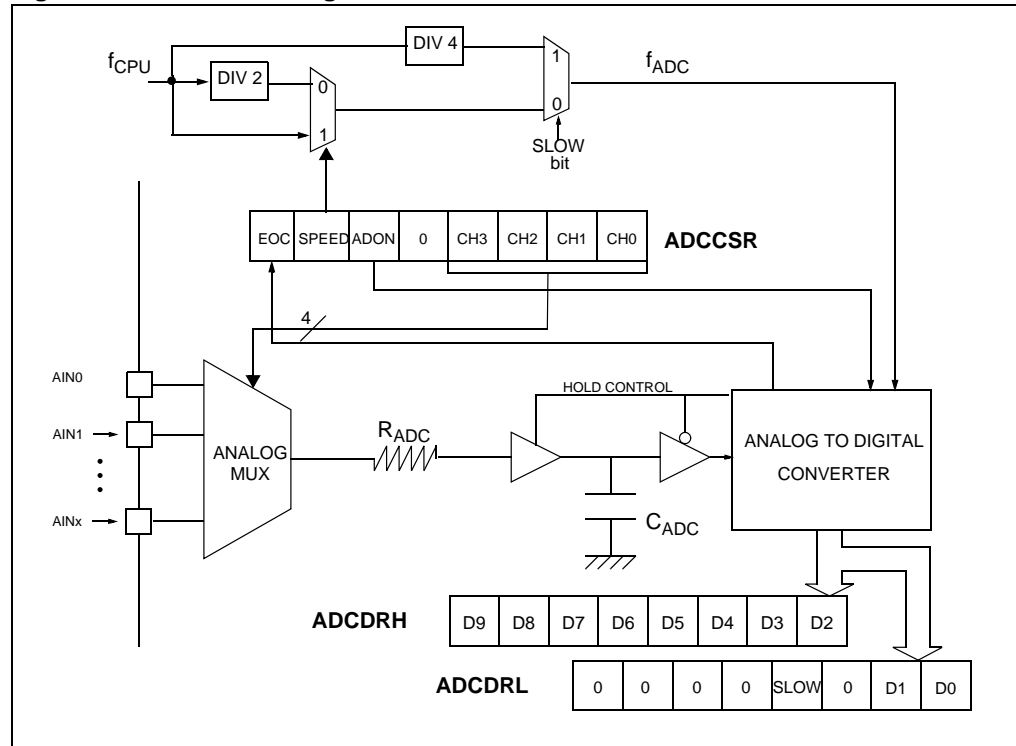 DIV 4
1
fCPU
fADC
DIV 2
0
0
1
SLOW
bit
EOC SPEED ADON 0 CH3 CH2 CH1 CH0 ADCCSR
4
AIN0
HOLD CONTROL
AIN1
RADC
ANALOG
MUX
ANALOG TO DIGITAL
CONVERTER
AINx
CADC
ADCDRH D9 D8 D7 D6 D5 D4 D3 D2
ADCDRL 0 0 0 0 SLOW 0 D1 D0